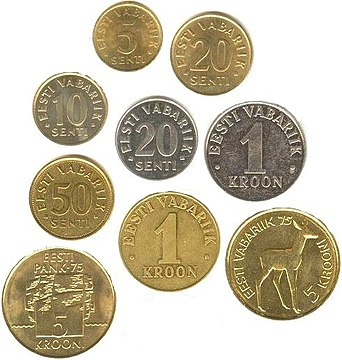 EESTI VABARIIK
5
SENTI
EESTI VABARIIK
20
SENTI
EESTI VABARIIK
10
SENTI
EESTI VABARIIK
20
SENTI
· EESTI VABARIIK ·
1
KROON
EESTI VABARIIK
50
SENTI
· EESTI VABARIIK ·
1
KROON
EESTI VABARIIK 75
5 KROONI
EESTI
PANK·75
5
KROONI